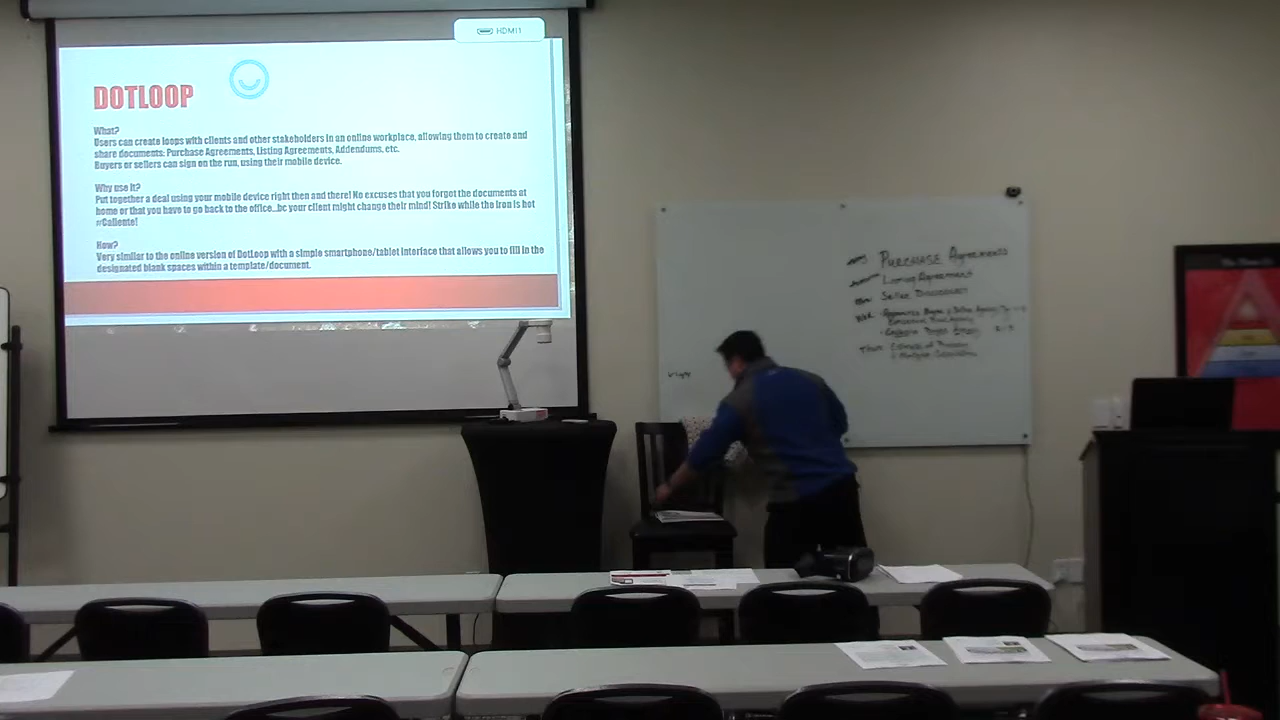 HDMI1
DOTLOOP
What?
Users can create loops with clients and other stakeholders in an online workplace, allowing them to create and
share documents: Purchase Agreements, Listing Agreements, Addendums, etc.
Buyers or sellers can sign on the run, using their mobile device.
Why use it?
Put together a deal using your mobile device right then and there! No excuses that you forgot the documents at
home or that you have to go back to the office...bc your client might change their mind! Strike while the iron is hot
#Caliente!
How?
Very similar to the online version of DotLoop with a simple smartphone/tablet interface that allows you to fill in the
designated blank spaces within a template/document.
Purchase Agreements
Listing Agreement
Seller